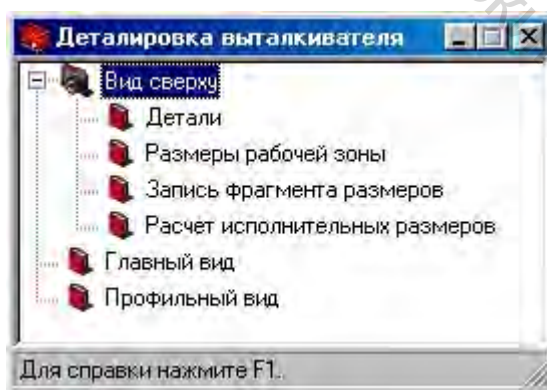 Деталировка выталкивателя
Вид сверху
Детали
Размеры рабочей зоны
Запись фрагмента размеров
Расчет исполнительных размеров
Главный вид
Профильный вид
Для справки нажмите F1.